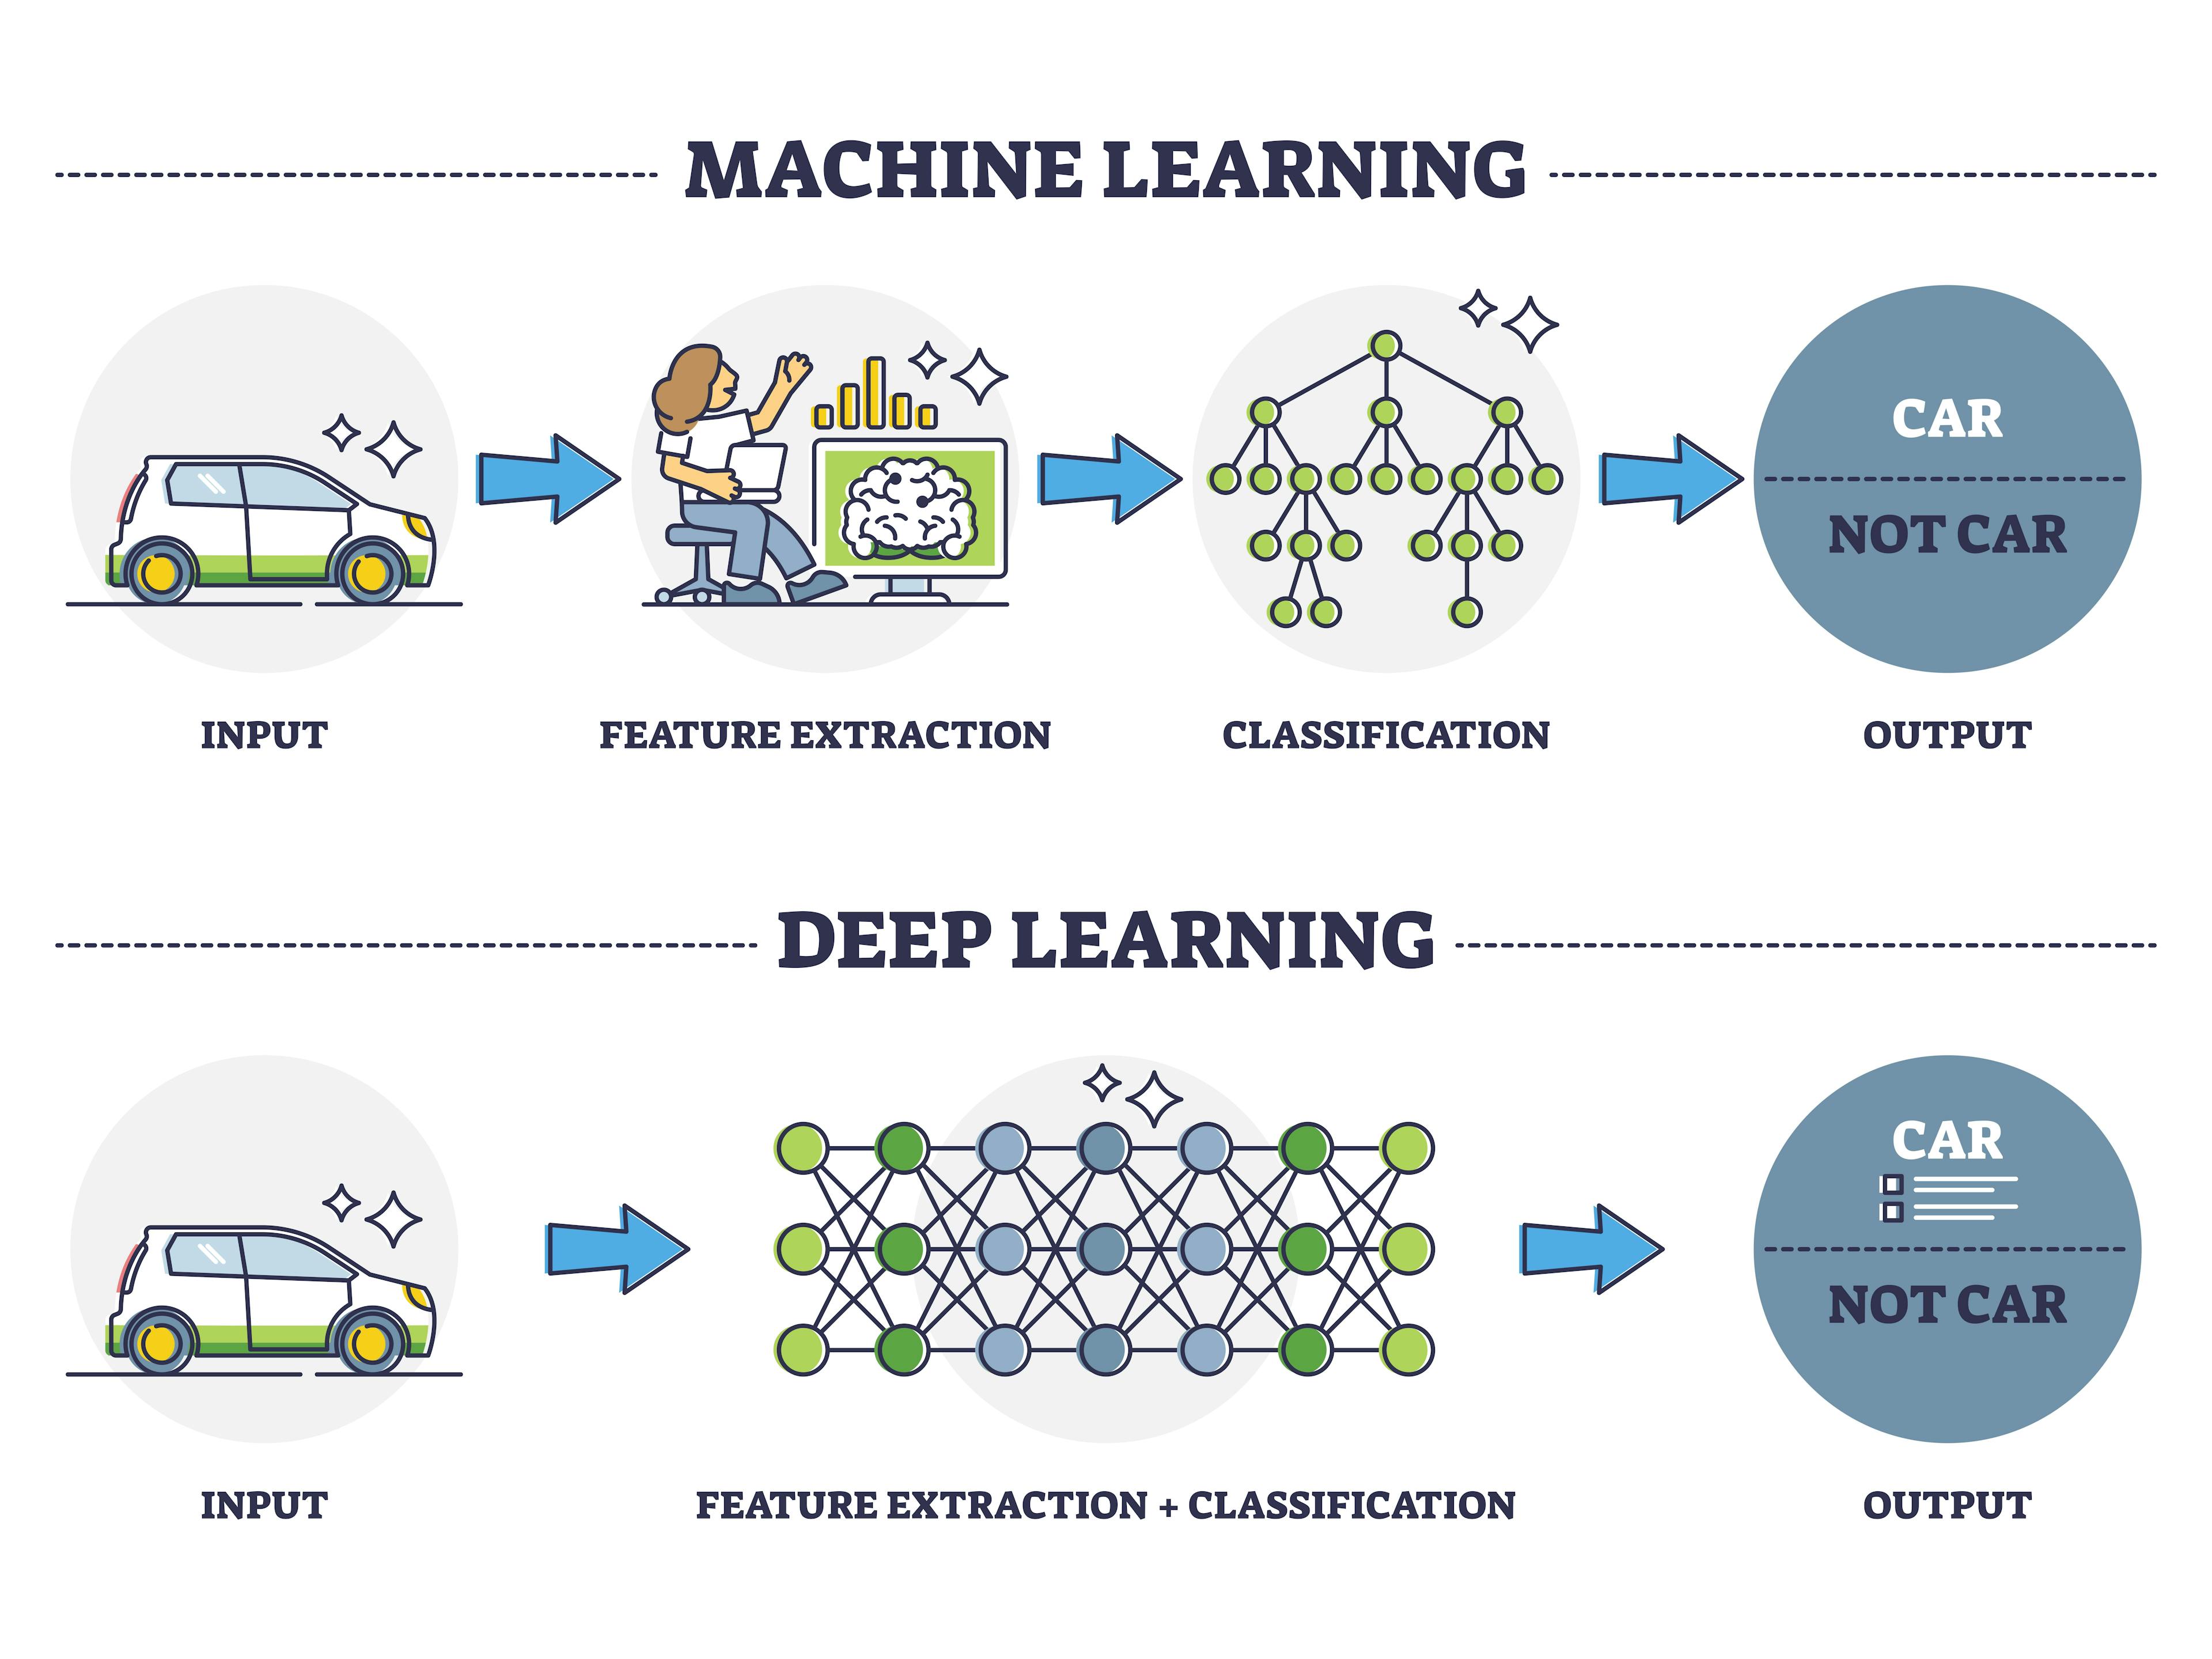 MACHINE LEARNING
CAR
NOT CAR
INPUT
FEATURE EXTRACTION
CLASSIFICATION
OUTPUT
DEEP LEARNING
CAR
NOT CAR
INPUT
FEATURE EXTRACTION + CLASSIFICATION
OUTPUT